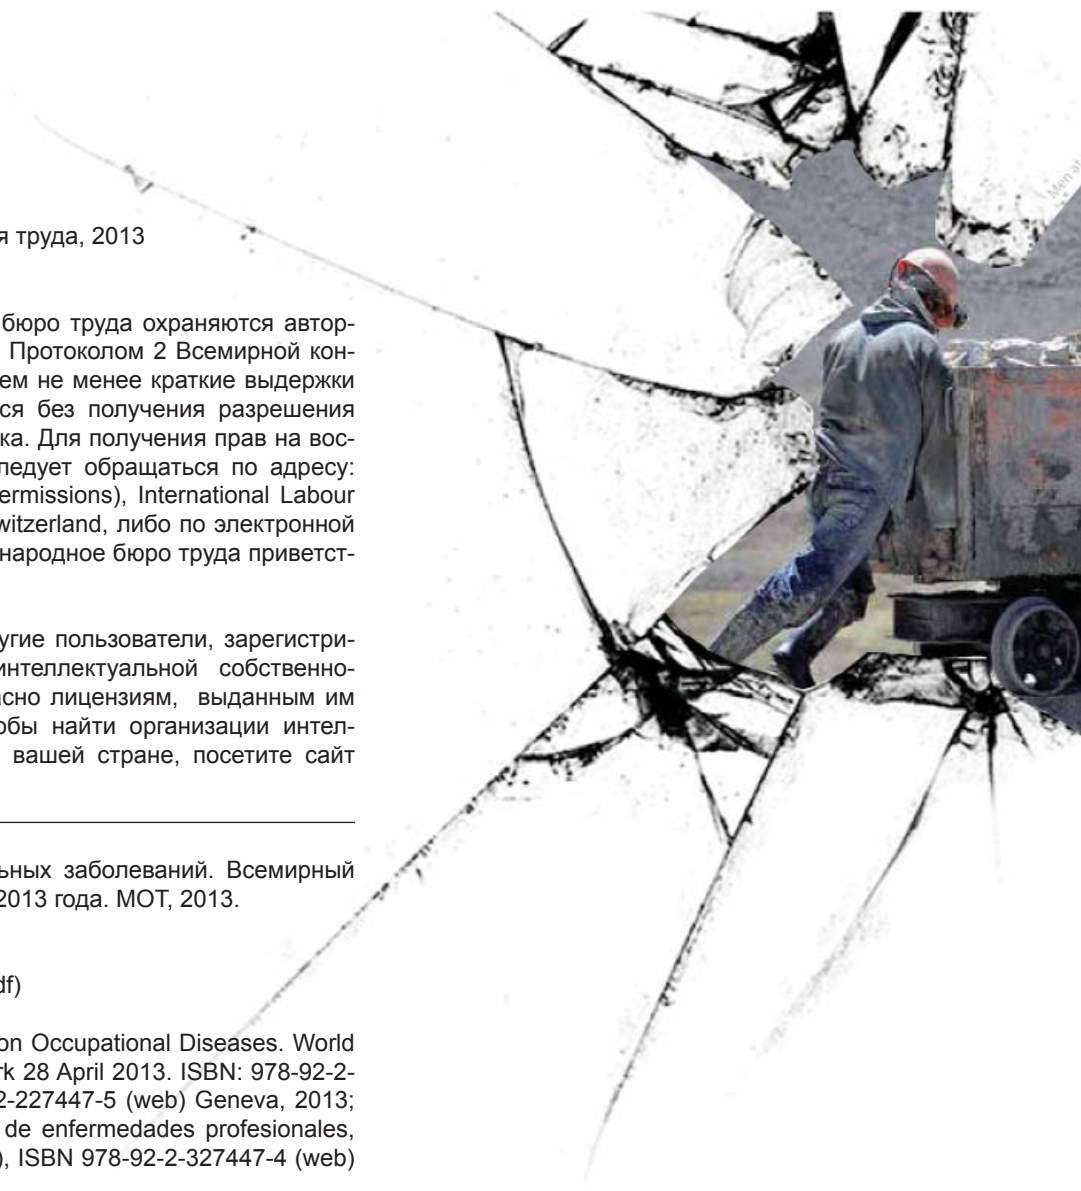 я труда, 2013
бюро труда охраняются автор-
Протоколом 2 Всемирной кон-
ем не менее краткие выдержки
ся без получения разрешения
ка. Для получения прав на вос-
ледует обращаться по адресу:
ermissions), International Labour
witzerland, либо по электронной
народное бюро труда приветст-
угие пользователи, зарегистри-
интеллектуальной собственно-
асно лицензиям, выданным им
обы найти организации интел-
вашей стране, посетите сайт
ьных заболеваний. Всемирный
2013 года. МОТ, 2013.
df)
on Occupational Diseases. World
rk 28 April 2013. ISBN: 978-92-2-
2-227447-5 (web) Geneva, 2013;
de enfermedades profesionales,
), ISBN 978-92-2-327447-4 (web)
Men at